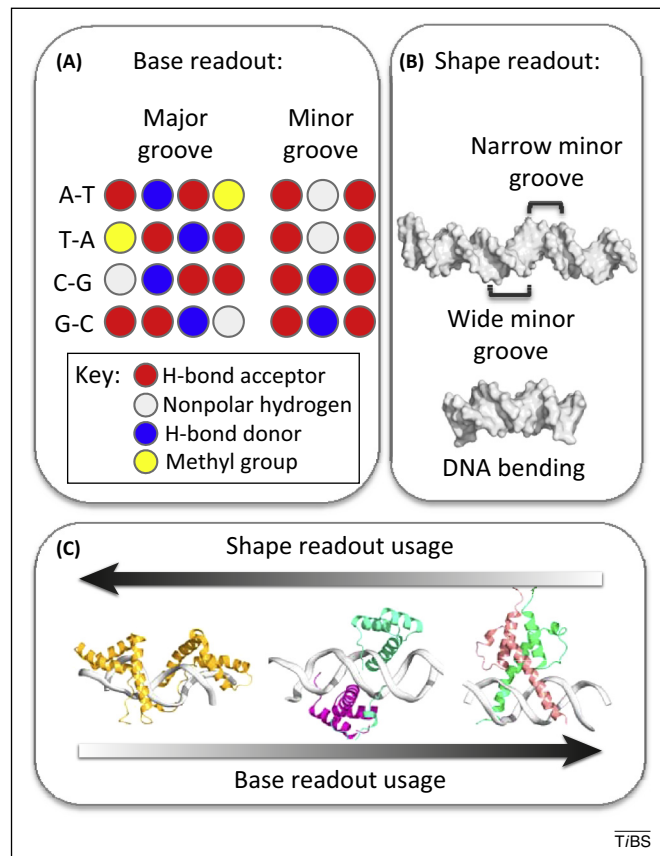 (A) Base readout:
Major groove
Minor groove
A-T
T-A
C-G
G-C
Key:
H-bond acceptor
Nonpolar hydrogen
H-bond donor
Methyl group
(B) Shape readout:
Narrow minor
groove
Wide minor
groove
DNA bending
(C)
Shape readout usage
Base readout usage
TiBS